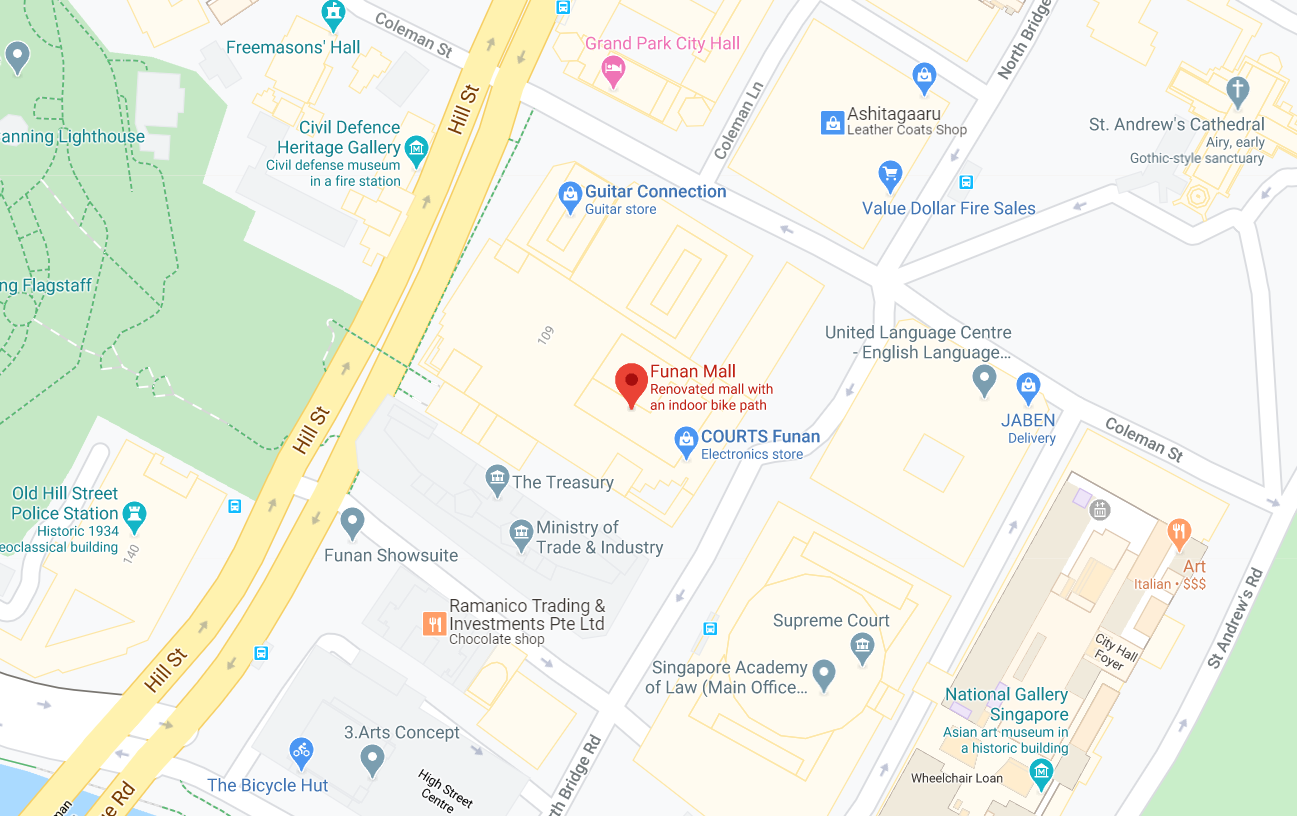 Coleman St
North Bridge
Freemasons' Hall
Grand Park City Hall
Hill St
Coleman Ln
Ashitagaaru
Leather Coats Shop
St. Andrew's Cathedral
Airy, early
Gothic-style sanctuary
anning Lighthouse
Civil Defence
Heritage Gallery
Civil defense museum
in a fire station
Guitar Connection
Guitar store
Value Dollar Fire Sales
ng Flagstaff
109
United Language Centre
- English Language...
Funan Mall
Renovated mall with
an indoor bike path
JABEN
Delivery
Hill St
COURTS Funan
Electronics store
Coleman St
The Treasury
Old Hill Street
Police Station
Historic 1934
eoclassical building
140
Funan Showsuite
Ministry of
Trade & Industry
Art
Italian • $$$
Ramanico Trading &
Investments Pte Ltd
Chocolate shop
Supreme Court
St Andrew's Rd
City Hall
Foyer
Hill St
Singapore Academy
of Law (Main Office...
National Gallery
Singapore
Asian art museum in
a historic building
3.Arts Concept
The Bicycle Hut
High Street
Centre
th Bridge Rd
Wheelchair Loan
man
ge Rd